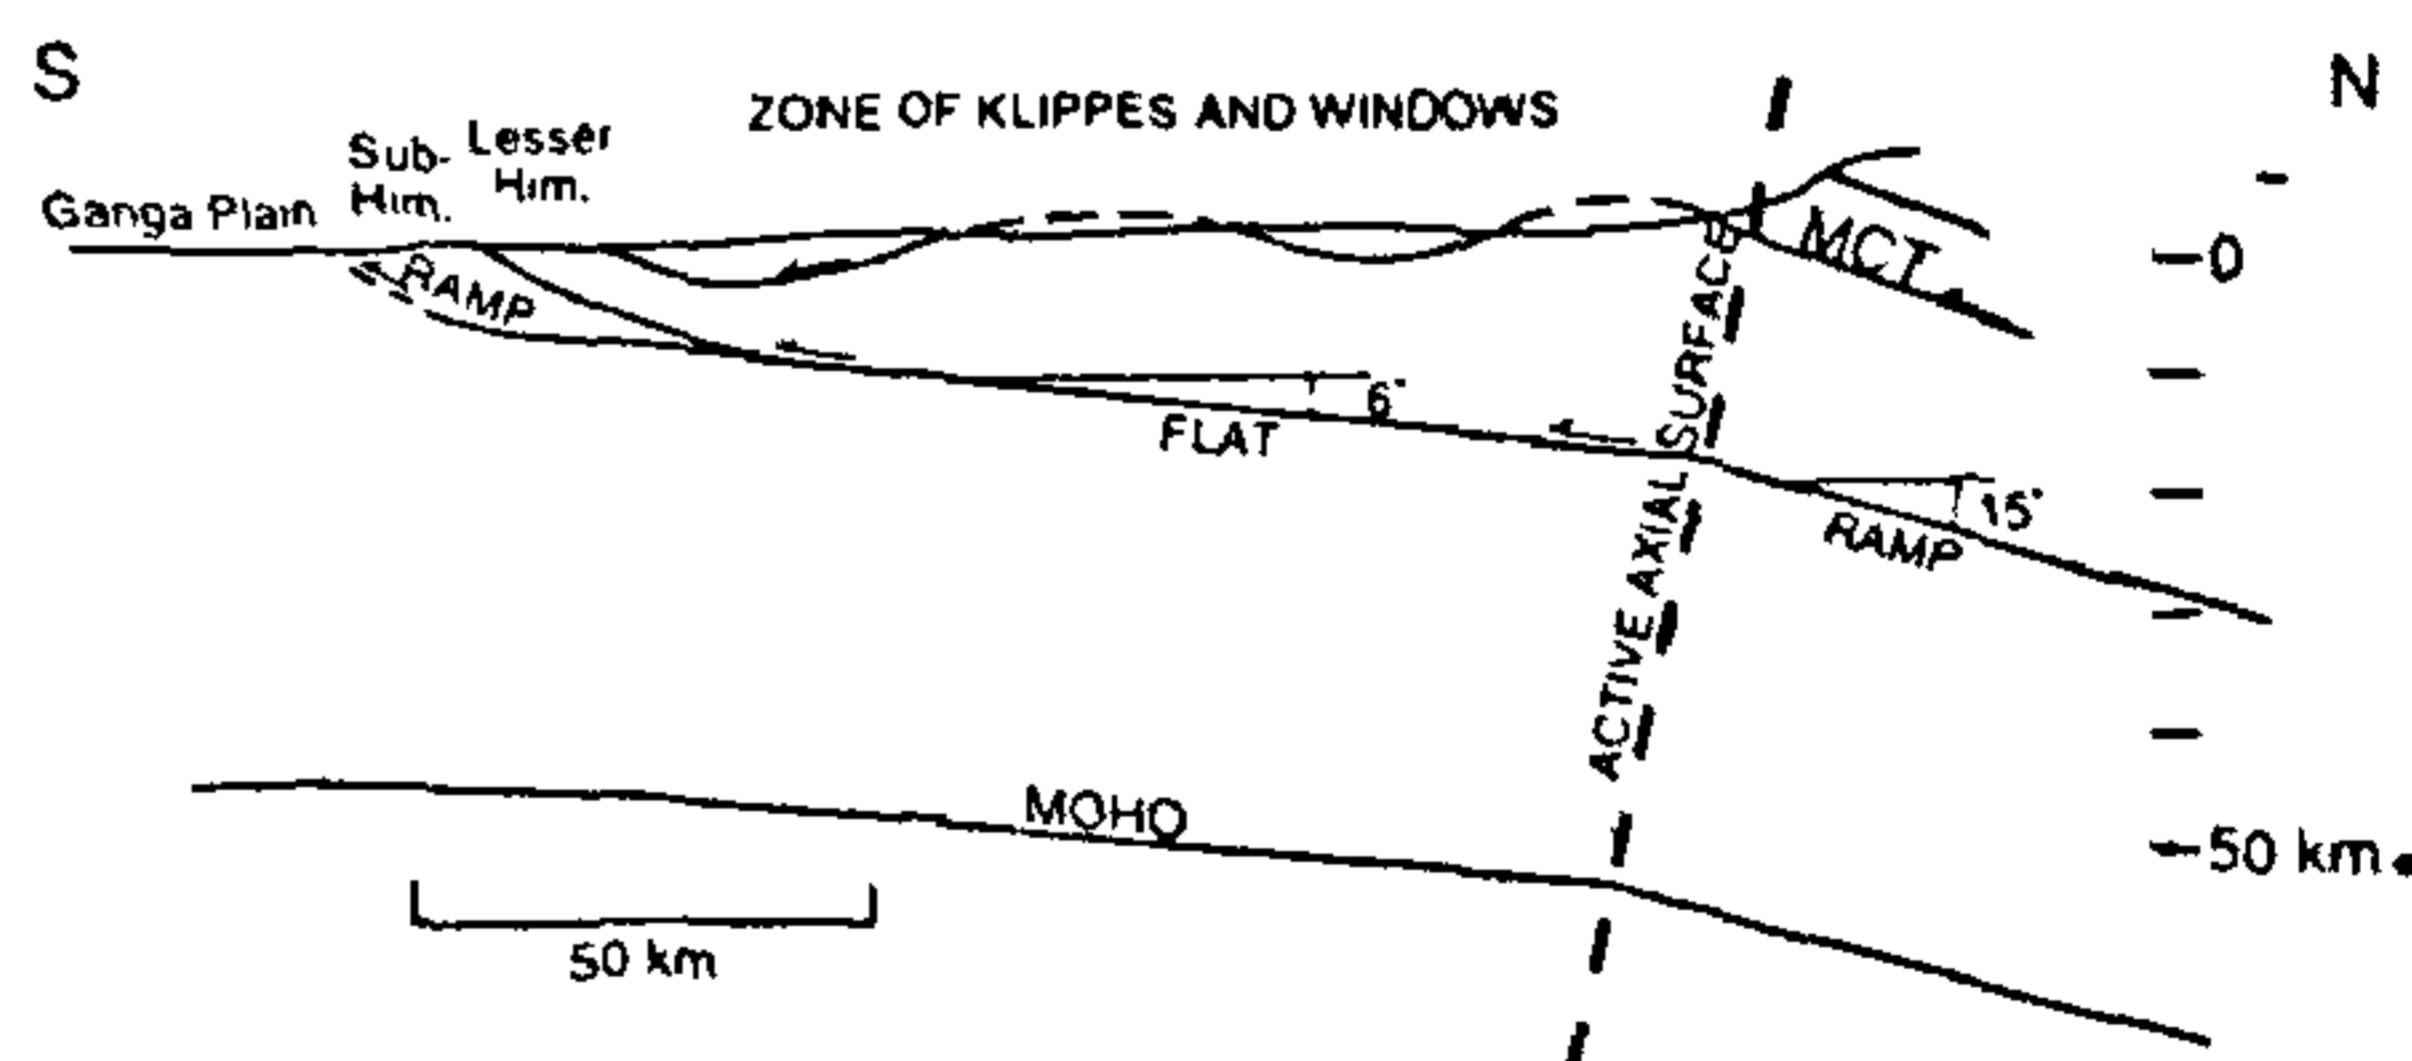 S
N
ZONE OF KLIPPES AND WINDOWS
Sub-
Him.
Lesser
Him.
Ganga Plain
RAMP
MCT
0
6°
FLAT
ACTIVE AXIAL SURFACE
15°
RAMP
MOHO
50 km.
50 km